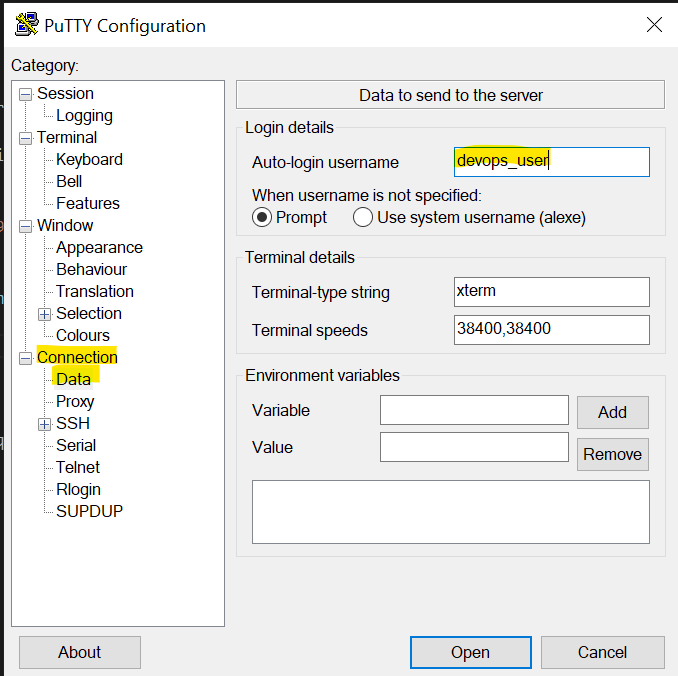 PuTTY Configuration
Category:
Session
Logging
Terminal
Keyboard
Bell
Features
Window
Appearance
Behaviour
Translation
Selection
Colours
Connection
Data
Proxy
SSH
Serial
Telnet
Rlogin
SUPDUP
Data to send to the server
Login details
Auto-login username devops_user
When username is not specified:
Prompt Use system username (alexe)
Terminal details
Terminal-type string xterm
Terminal speeds 38400,38400
Environment variables
Variable Add
Value Remove
About Open Cancel